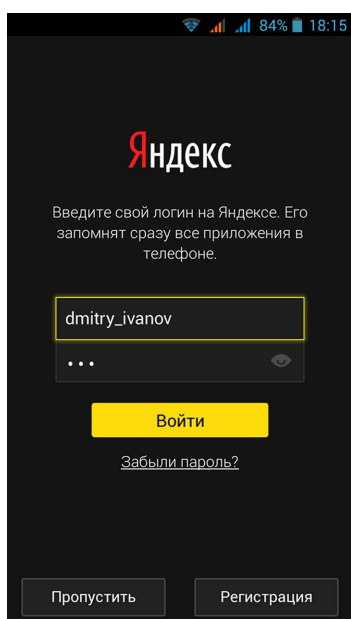 84% 18:15
Яндекс
Введите свой логин на Яндексе. Его
запомнят сразу все приложения в
телефоне.
dmitry_ivanov
•••
Войти
Забыли пароль?
Пропустить Регистрация